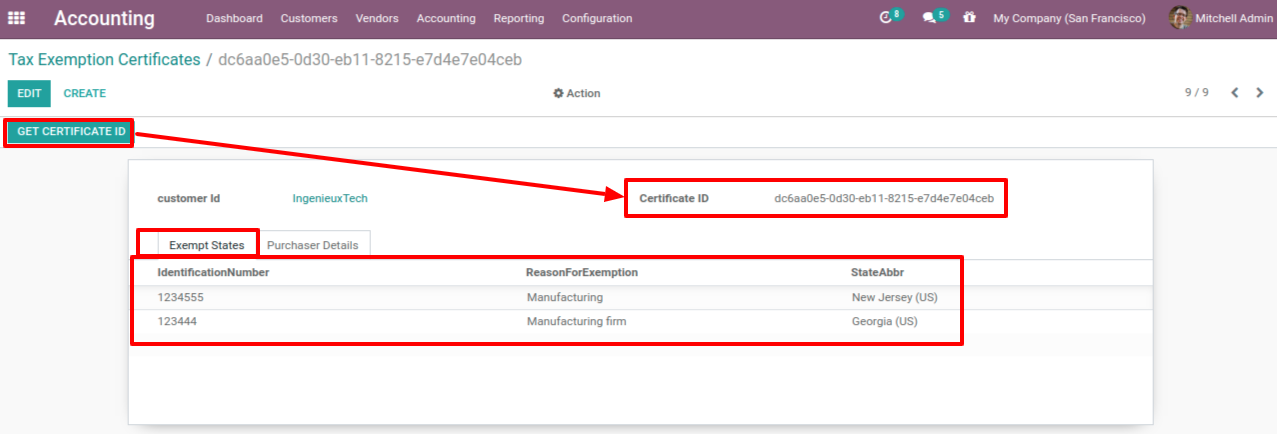 Accounting Dashboard Customers Vendors Accounting Reporting Configuration 8 5 My Company (San Francisco) Mitchell Admin
Tax Exemption Certificates / dc6aa0e5-0d30-eb11-8215-e7d4e7e04ceb
EDIT CREATE Action 9 / 9
GET CERTIFICATE ID
customer Id IngenieuxTech Certificate ID dc6aa0e5-0d30-eb11-8215-e7d4e7e04ceb
Exempt States Purchaser Details
IdentificationNumber ReasonForExemption StateAbbr
1234555 Manufacturing New Jersey (US)
123444 Manufacturing firm Georgia (US)